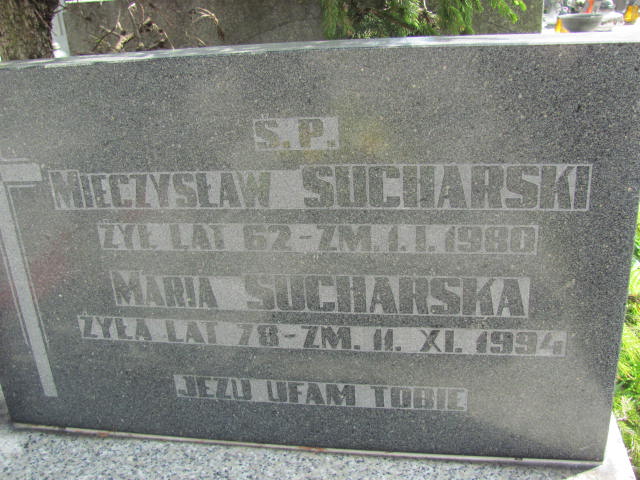 Ś.P.
MIECZYSŁAW SUCHARSKI
ŻYŁ LAT 62 - ZM. 1. I. 1980
MARIA SUCHARSKA
ŻYŁA LAT 78 - ZM. 11. XI. 1994
JEZU UFAM TOBIE